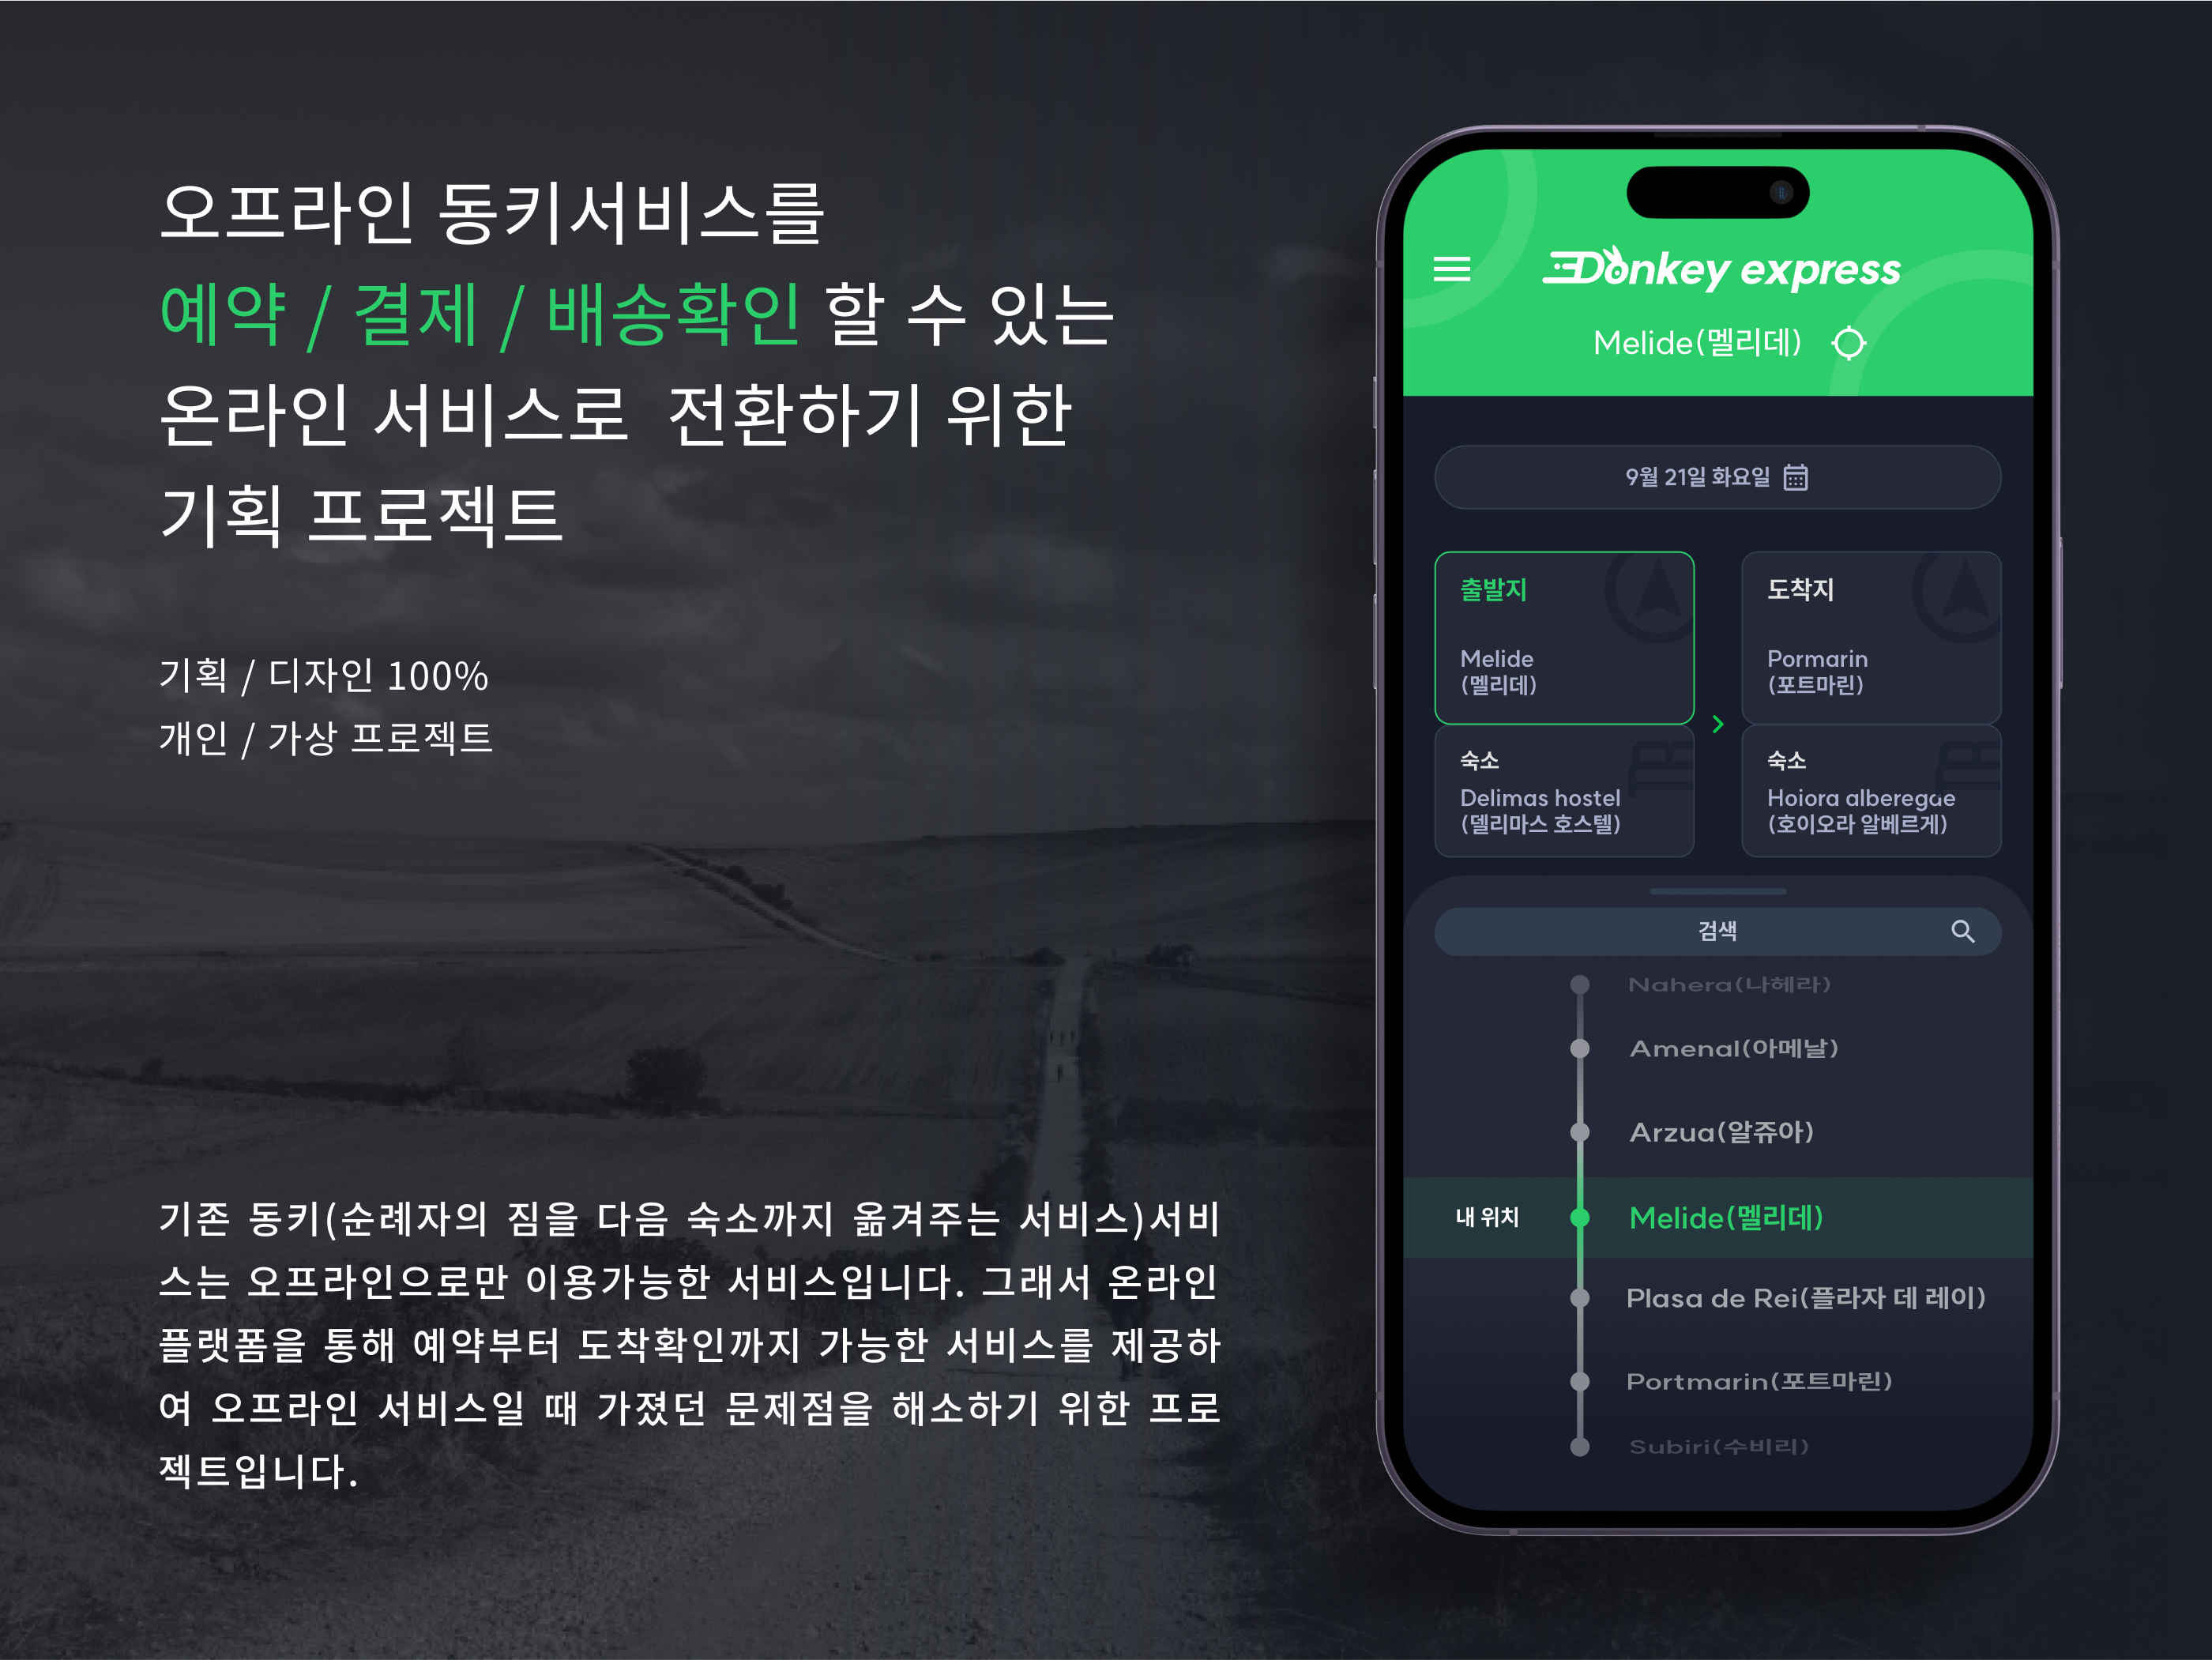 오프라인 동키서비스를
예약 / 결제 / 배송확인 할 수 있는
온라인 서비스로 전환하기 위한
기획 프로젝트
기획 / 디자인 100%
개인 / 가상 프로젝트
기존 동키(순례자의 짐을 다음 숙소까지 옮겨주는 서비스)서비
스는 오프라인으로만 이용가능한 서비스입니다. 그래서 온라인
플랫폼을 통해 예약부터 도착확인까지 가능한 서비스를 제공하
여 오프라인 서비스일 때 가졌던 문제점을 해소하기 위한 프로
젝트입니다.
Donkey express
Melide(멜리데)
9월 21일 화요일
출발지
Melide
(멜리데)
숙소
Delimas hostel
(델리마스 호스텔)
도착지
Pormarin
(포트마린)
숙소
Hoiora alberegue
(호이오라 알베르게)
검색
Nahera(나헤라)
Amenal(아메날)
Arzua(알쥬아)
내 위치 Melide(멜리데)
Plasa de Rei(플라자 데 레이)
Portmarin(포트마린)
Subiri(수비리)